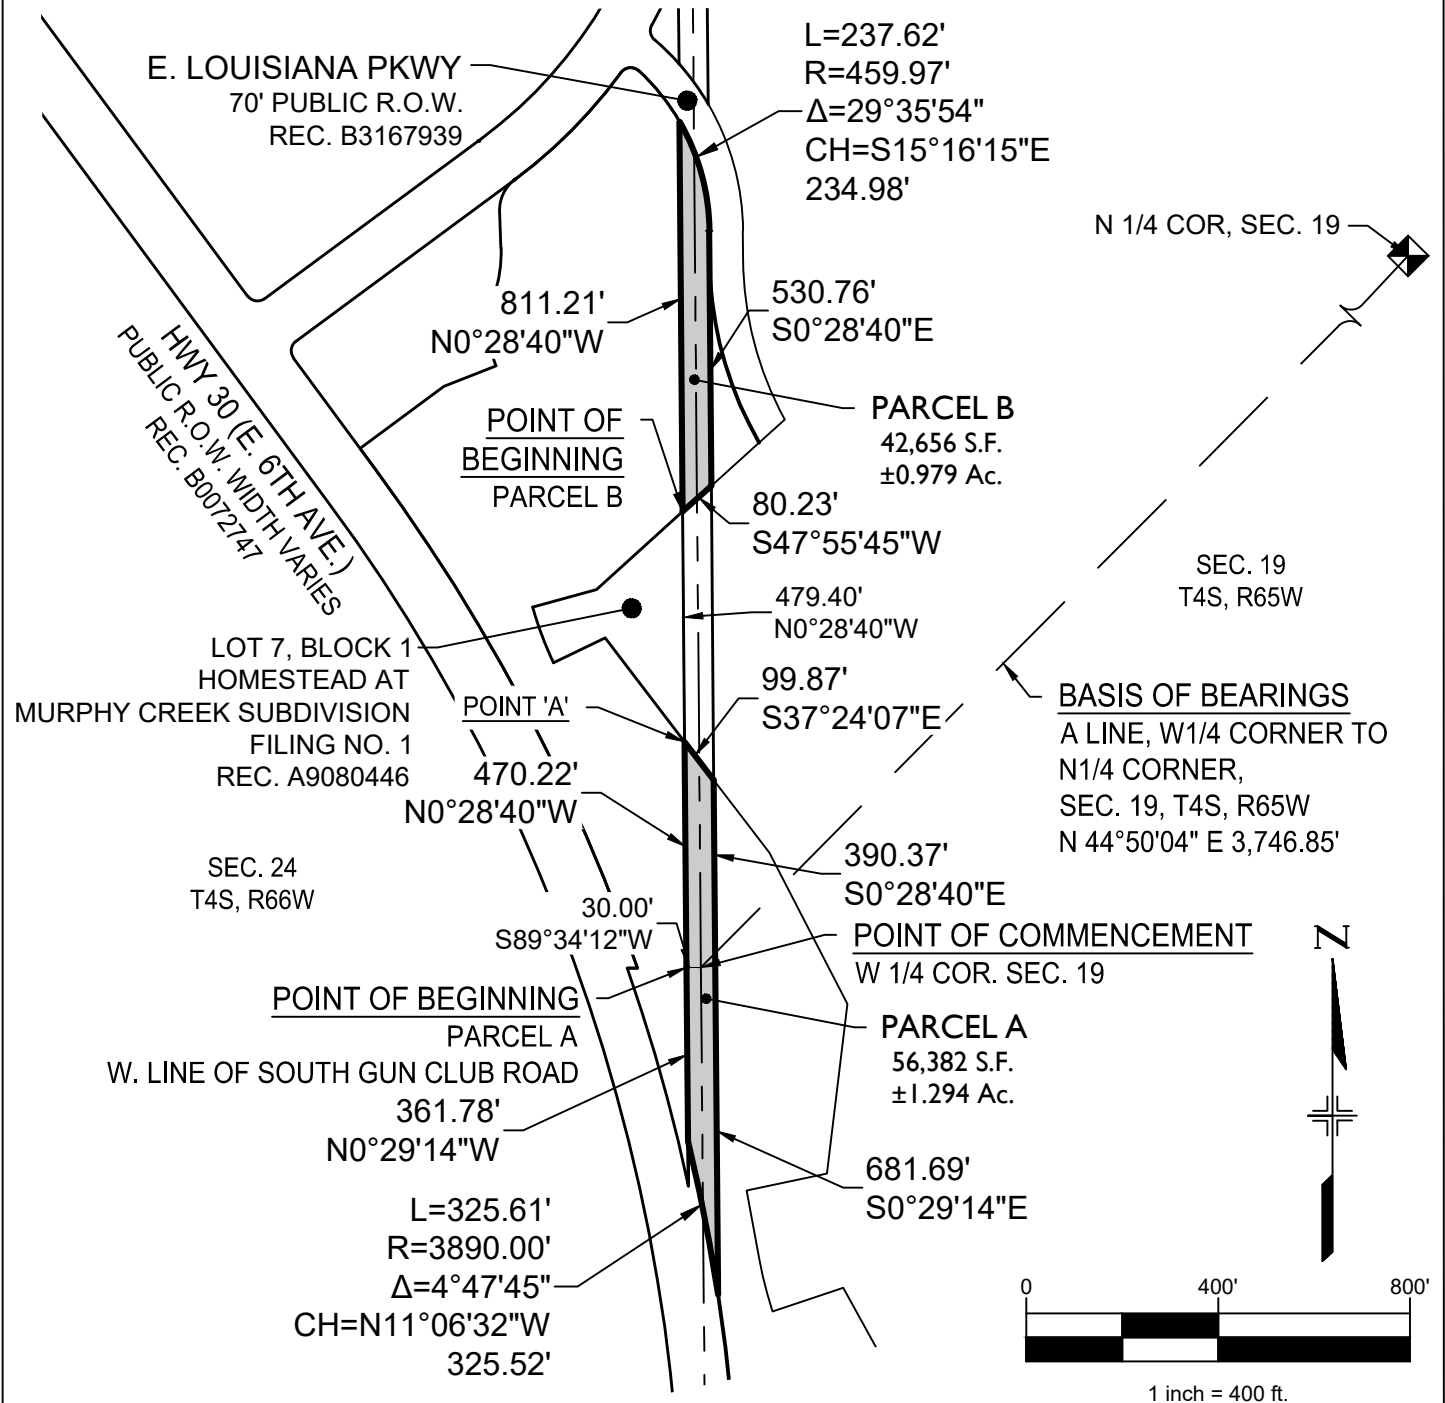 E. LOUISIANA PKWY
70' PUBLIC R.O.W.
REC. B3167939
L=237.62'
R=459.97'
Δ=29°35'54"
CH=S15°16'15"E
234.98'
N 1/4 COR, SEC. 19
811.21'
N0°28'40"W
530.76'
S0°28'40"E
HWY 30 (E. 6TH AVE.)
PUBLIC R.O.W. WIDTH VARIES
REC. B0072747
POINT OF
BEGINNING
PARCEL B
PARCEL B
42,656 S.F.
±0.979 Ac.
80.23'
S47°55'45"W
SEC. 19
T4S, R65W
479.40'
N0°28'40"W
LOT 7, BLOCK 1
HOMESTEAD AT
MURPHY CREEK SUBDIVISION
FILING NO. 1
REC. A9080446
POINT 'A'
99.87'
S37°24'07"E
BASIS OF BEARINGS
A LINE, W1/4 CORNER TO
N1/4 CORNER,
SEC. 19, T4S, R65W
N 44°50'04" E 3,746.85'
470.22'
N0°28'40"W
SEC. 24
T4S, R66W
390.37'
S0°28'40"E
30.00'
S89°34'12"W
POINT OF COMMENCEMENT
W 1/4 COR. SEC. 19
N
POINT OF BEGINNING
PARCEL A
W. LINE OF SOUTH GUN CLUB ROAD
361.78'
N0°29'14"W
PARCEL A
56,382 S.F.
±1.294 Ac.
681.69'
S0°29'14"E
L=325.61'
R=3890.00'
Δ=4°47'45"
CH=N11°06'32"W
325.52'
0 400' 800'
1 inch = 400 ft.